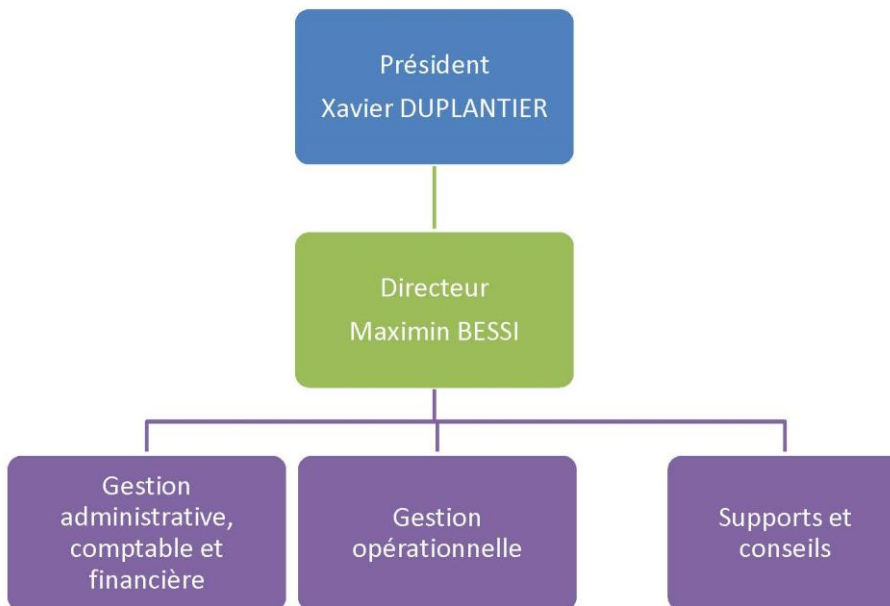 Président
Xavier DUPLANTIER
Directeur
Maximin BESSI
Gestion
administrative,
comptable et
financière
Gestion
opérationnelle
Supports et
conseils